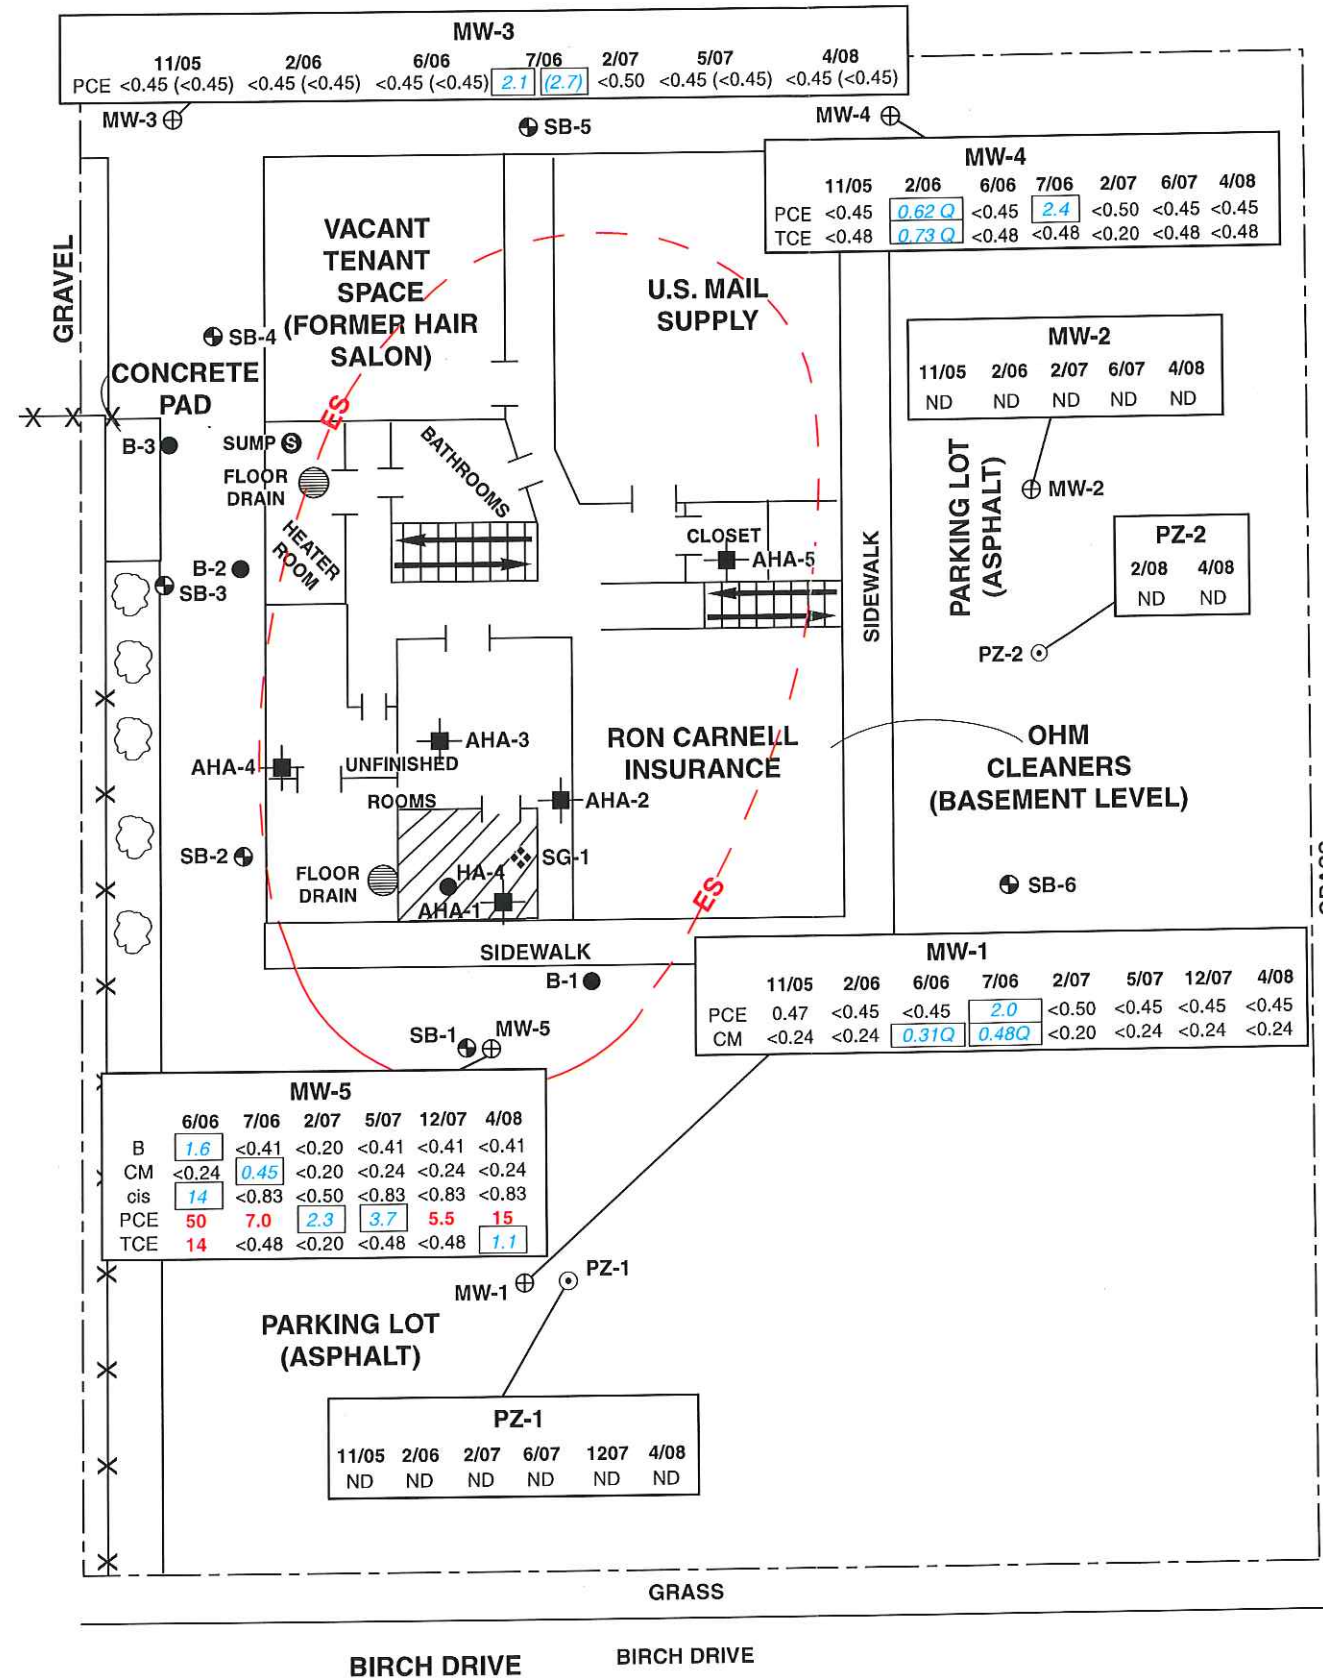 MW-3
11/05 2/06 6/06 7/06 2/07 5/07 4/08
PCE <0.45 (<0.45) <0.45 (<0.45) <0.45 (<0.45) 2.1 (2.7) <0.50 <0.45 (<0.45) <0.45 (<0.45)
MW-3
SB-5
MW-4
MW-4
11/05 2/06 6/06 7/06 2/07 6/07 4/08
PCE <0.45 0.62 Q <0.45 2.4 <0.50 <0.45 <0.45
TCE <0.48 0.73 Q <0.48 <0.48 <0.20 <0.48 <0.48
GRAVEL
VACANT
TENANT
SPACE
(FORMER HAIR
SALON)
U.S. MAIL
SUPPLY
SB-4
CONCRETE
PAD
MW-2
11/05 2/06 2/07 6/07 4/08
ND ND ND ND ND
ES
B-3
SUMP S
FLOOR
DRAIN
BATHROOMS
HEATER
ROOM
PARKING LOT
(ASPHALT)
MW-2
CLOSET
AHA-5
SIDEWALK
PZ-2
2/08 4/08
ND ND
B-2
SB-3
PZ-2
AHA-3
AHA-4
UNFINISHED
ROOMS
AHA-2
RON CARNELL
INSURANCE
OHM
CLEANERS
(BASEMENT LEVEL)
SB-2
FLOOR
DRAIN
SG-1
HA-4
AHA-1
ES
SB-6
GRASS
SIDEWALK
B-1
MW-1
11/05 2/06 6/06 7/06 2/07 5/07 12/07 4/08
PCE 0.47 <0.45 <0.45 2.0 <0.50 <0.45 <0.45 <0.45
CM <0.24 <0.24 0.31Q 0.48Q <0.20 <0.24 <0.24 <0.24
SB-1
MW-5
MW-5
6/06 7/06 2/07 5/07 12/07 4/08
B 1.6 <0.41 <0.20 <0.41 <0.41 <0.41
CM <0.24 0.45 <0.20 <0.24 <0.24 <0.24
cis 14 <0.83 <0.50 <0.83 <0.83 <0.83
PCE 50 7.0 2.3 3.7 5.5 15
TCE 14 <0.48 <0.20 <0.48 <0.48 1.1
MW-1
PZ-1
PARKING LOT
(ASPHALT)
PZ-1
11/05 2/06 2/07 6/07 1207 4/08
ND ND ND ND ND ND
GRASS
BIRCH DRIVE
BIRCH DRIVE